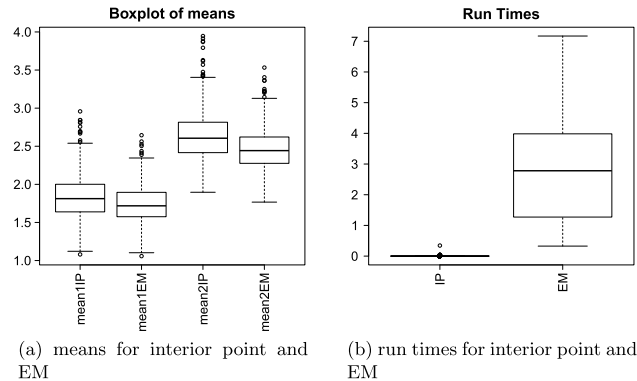 Boxplot of means
4.0
3.5
3.0
2.5
2.0
1.5
1.0
mean1IP
mean1EM
mean2IP
mean2EM
(a) means for interior point and
EM
Run Times
7
6
5
4
3
2
1
0
IP
EM
(b) run times for interior point and
EM